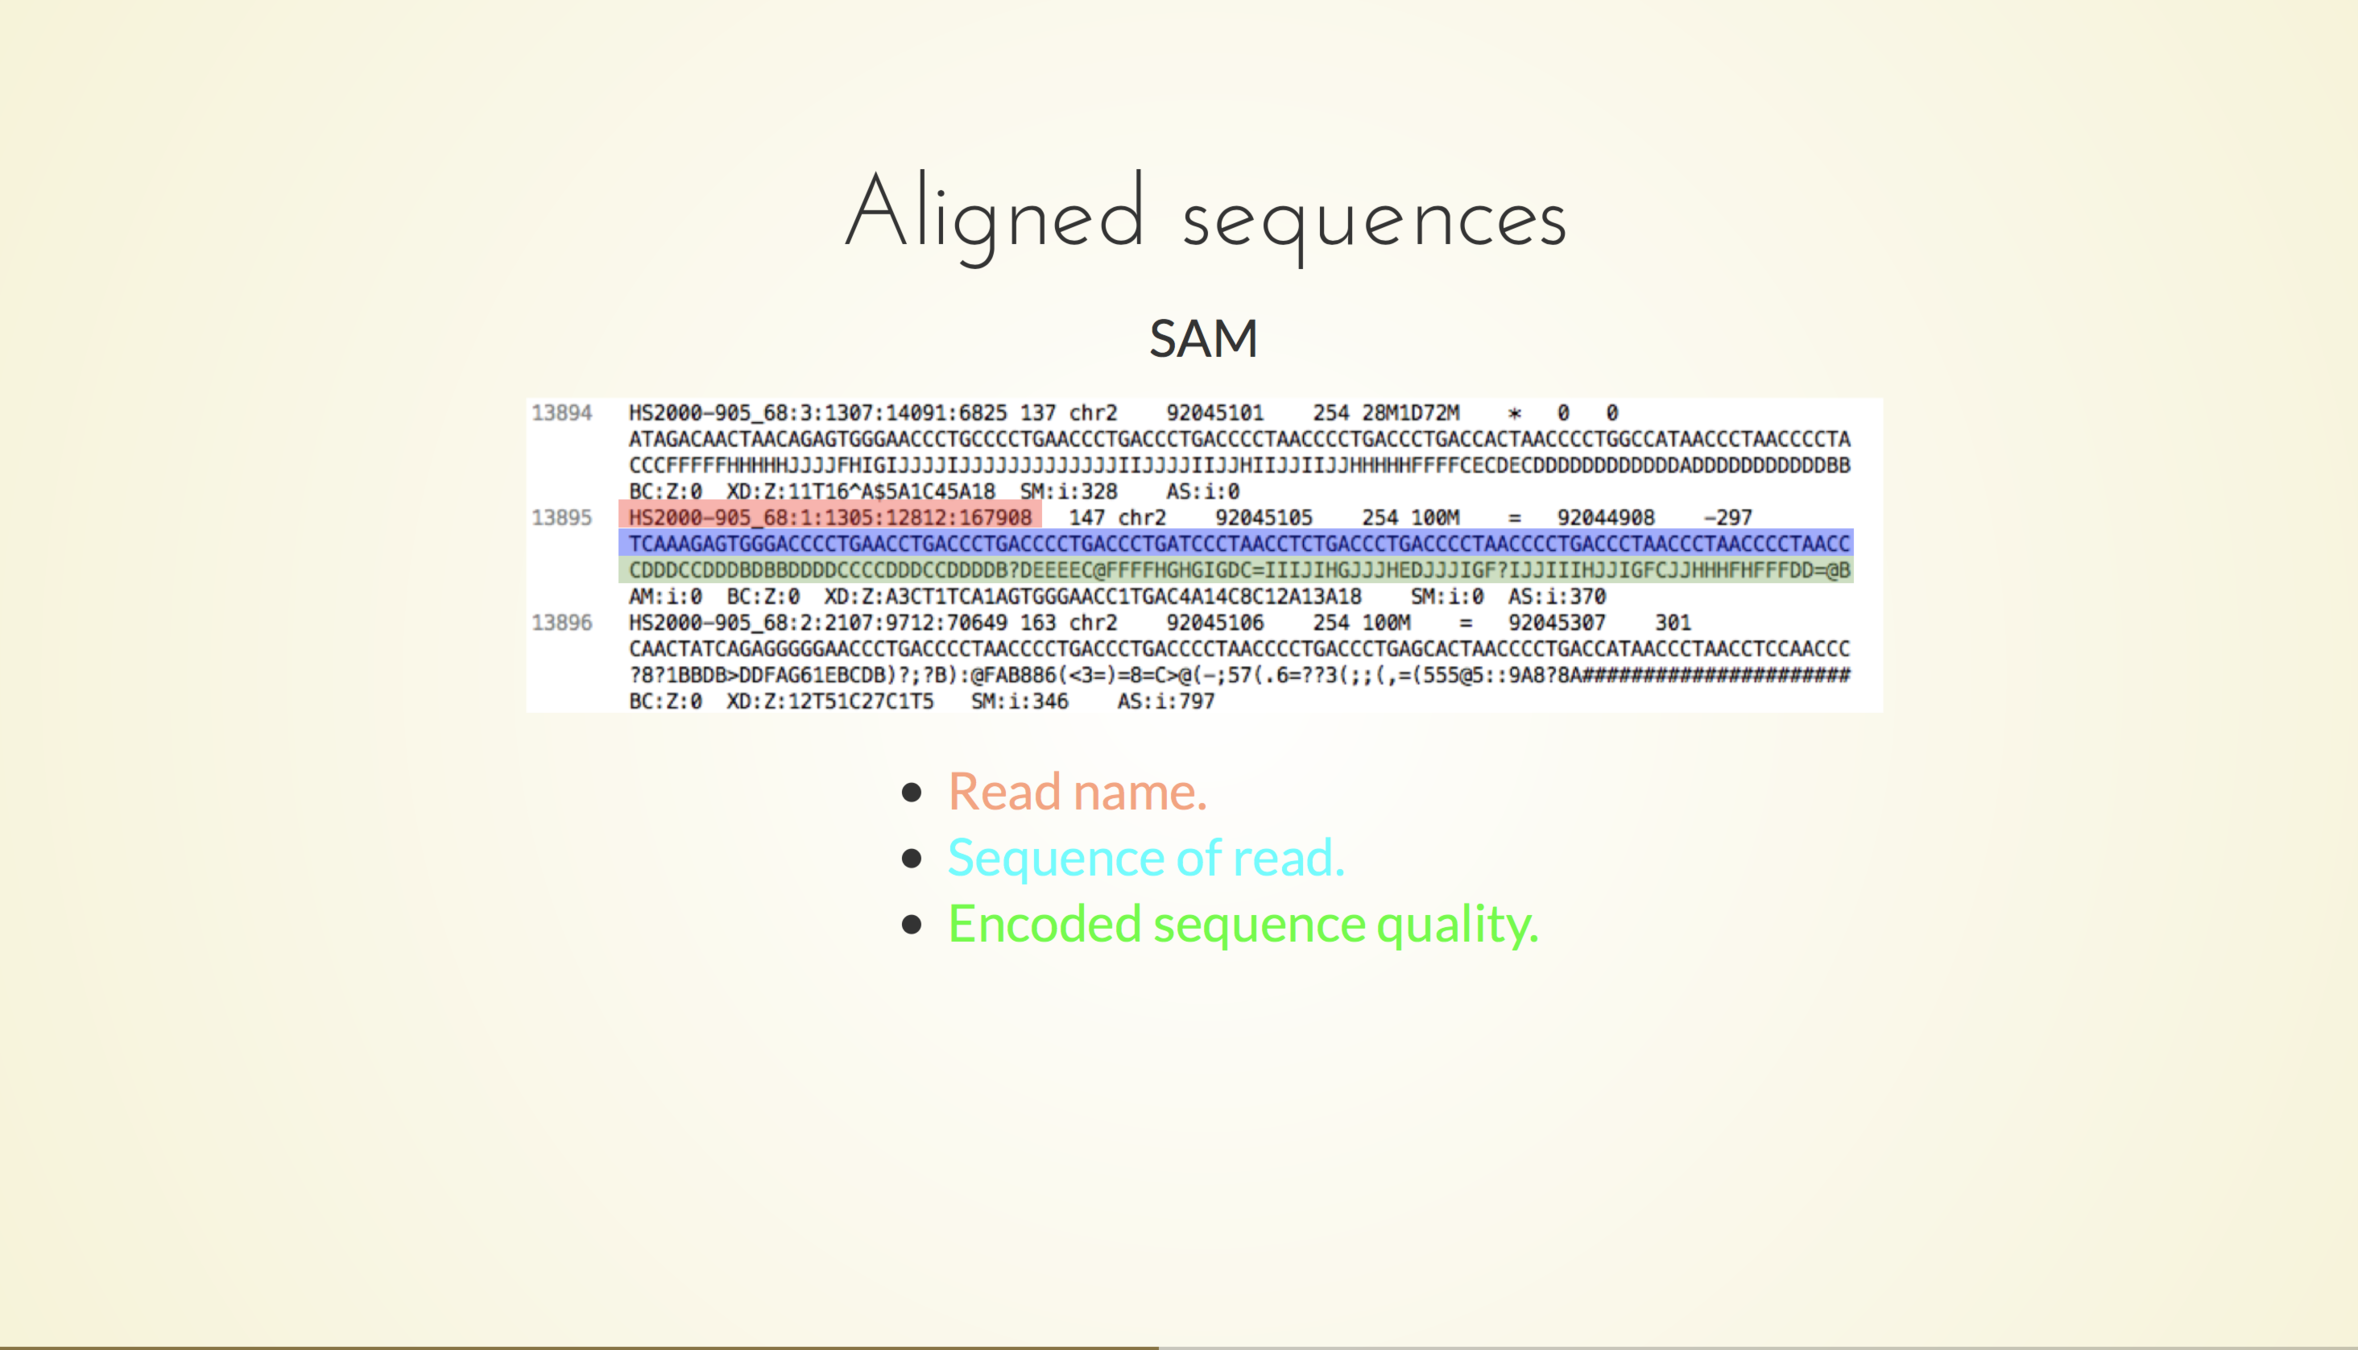 Aligned sequences
SAM
13894 HS2000-905_68:3:1307:14091:6825 137 chr2 92045101 254 28M1D72M * 0 0
ATAGACAACTAACAGAGTGGGAACCCTGCCCCTGAACCCTGACCCTGACCCCTAACCCCTGACCCTGACCACTAACCCCTGGCCATAACCCTAACCCCTA
CCCFFFFFHHHHHJJJJFHIGIJJJJIJJJJJJJJJJJJJIIJJJJIIJJHIIJJIIJJHHHHHFFFFCECDECDDDDDDDDDDDDADDDDDDDDDDDBB
BC:Z:0 XD:Z:11T16^A$5A1C45A18 SM:i:328 AS:i:0
13895 HS2000-905_68:1:1305:12812:167908 147 chr2 92045105 254 100M = 92044908 -297
TCAAAGAGTGGGACCCCTGAACCTGACCCTGACCCCTGACCCTGATCCCTAACCTCTGACCCTGACCCCTAACCCCTGACCCTAACCCTAACCCCTAACC
CDDDCCDDDBDBBDDDDCCCCDDDCCDDDDB?DEEEEC@FFFFHGHGIGDC=IIIJIHGJJJHEDJJJIGF?IJJIIIHJJIGFCJJHHHFHFFFDD=@B
AM:i:0 BC:Z:0 XD:Z:A3CT1TCA1AGTGGGAACC1TGAC4A14C8C12A13A18 SM:i:0 AS:i:370
13896 HS2000-905_68:2:2107:9712:70649 163 chr2 92045106 254 100M = 92045307 301
CAACTATCAGAGGGGGAACCCTGACCCCTAACCCCTGACCCTGACCCCTAACCCCTGACCCTGAGCACTAACCCCTGACCATAACCCTAACCTCCAACCC
?8?1BBDB>DDFAG61EBCDB)?;?B):@FAB886(<3=)=8=C>@(-;57(.6=??3(;;(,=(555@5::9A8?8A######################
BC:Z:0 XD:Z:12T51C27C1T5 SM:i:346 AS:i:797
Read name.
Sequence of read.
Encoded sequence quality.